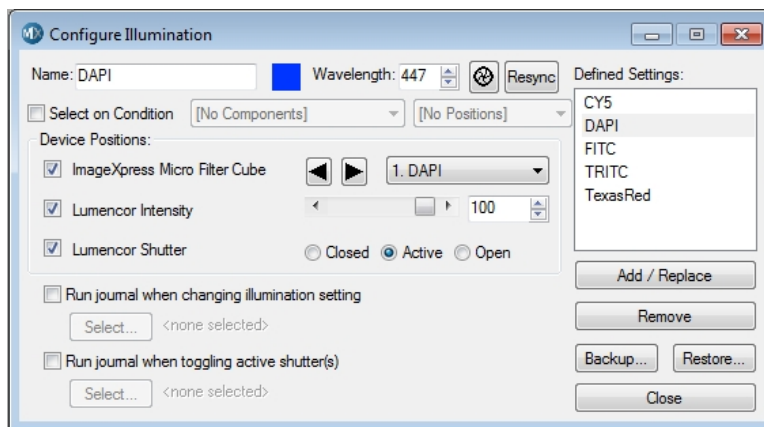 MX Configure Illumination
Name: DAPI Wavelength: 447 Resync
Select on Condition [No Components] [No Positions]
Device Positions:
ImageXpress Micro Filter Cube 1. DAPI
Lumencor Intensity 100
Lumencor Shutter Closed Active Open
Run journal when changing illumination setting
Select... <none selected>
Run journal when toggling active shutter(s)
Select... <none selected>
Defined Settings:
CY5
DAPI
FITC
TRITC
TexasRed
Add / Replace
Remove
Backup... Restore...
Close